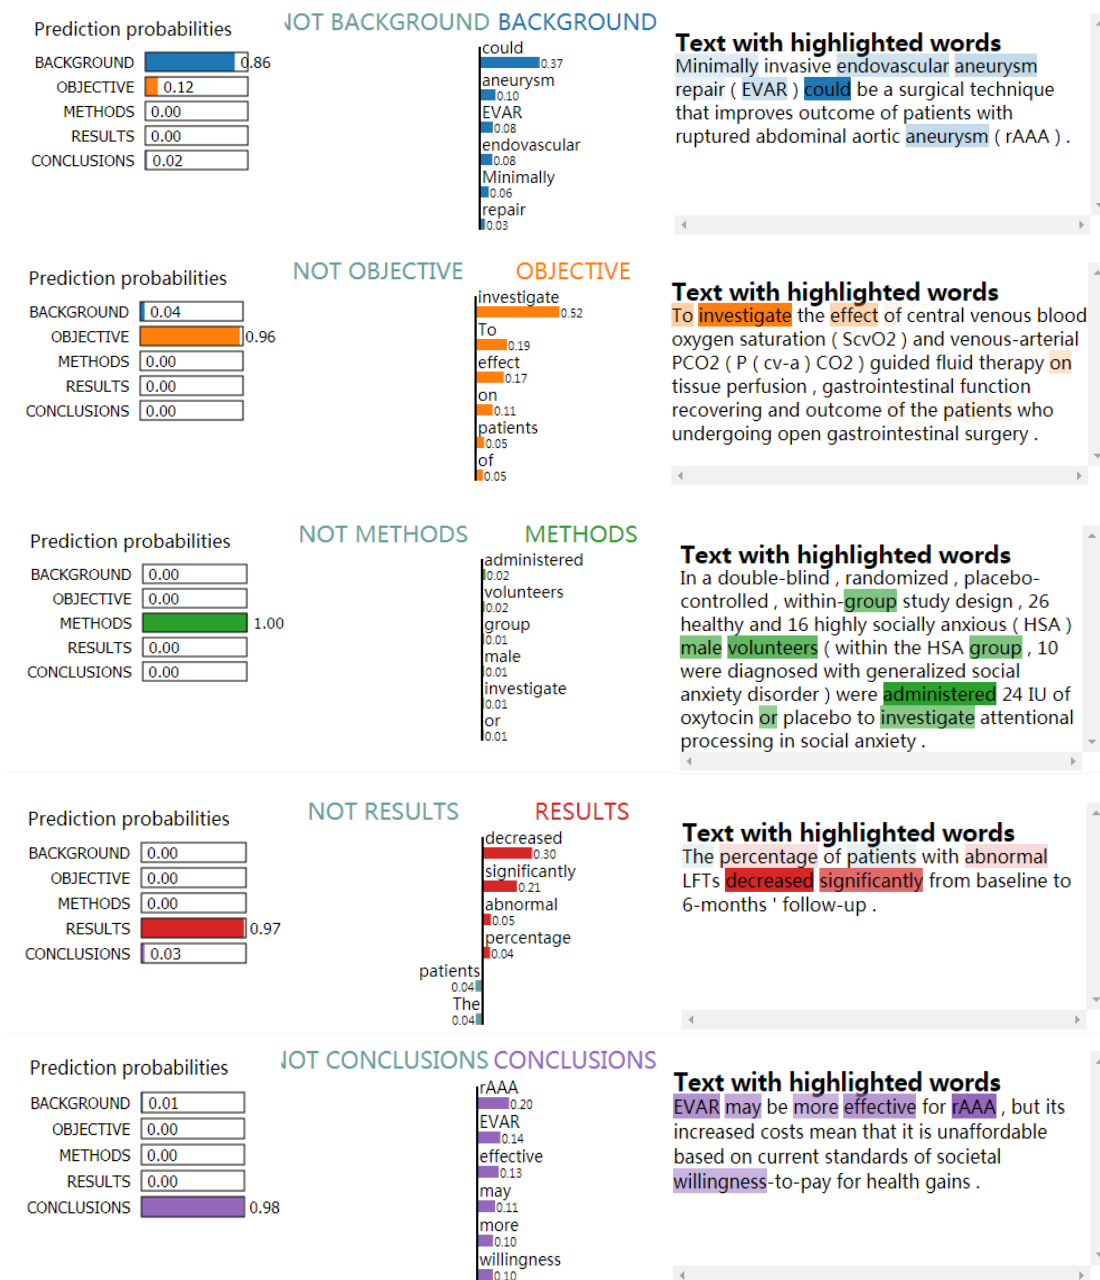 Prediction probabilities
BACKGROUND 0.86
OBJECTIVE 0.12
METHODS 0.00
RESULTS 0.00
CONCLUSIONS 0.02
NOT BACKGROUND BACKGROUND
could
0.37
aneurysm
0.10
EVAR
0.08
endovascular
0.08
Minimally
0.06
repair
0.03
Text with highlighted words
Minimally invasive endovascular aneurysm
repair ( EVAR ) could be a surgical technique
that improves outcome of patients with
ruptured abdominal aortic aneurysm ( rAAA ) .
Prediction probabilities
BACKGROUND 0.04
OBJECTIVE 0.96
METHODS 0.00
RESULTS 0.00
CONCLUSIONS 0.00
NOT OBJECTIVE OBJECTIVE
investigate
0.52
To
0.19
effect
0.17
on
0.11
patients
0.05
of
0.05
Text with highlighted words
To investigate the effect of central venous blood
oxygen saturation ( ScvO2 ) and venous-arterial
PCO2 ( P ( cv-a ) CO2 ) guided fluid therapy on
tissue perfusion , gastrointestinal function
recovering and outcome of the patients who
undergoing open gastrointestinal surgery .
Prediction probabilities
BACKGROUND 0.00
OBJECTIVE 0.00
METHODS 1.00
RESULTS 0.00
CONCLUSIONS 0.00
NOT METHODS METHODS
administered
0.02
volunteers
0.02
group
0.01
male
0.01
investigate
0.01
or
0.01
Text with highlighted words
In a double-blind , randomized , placebo-
controlled , within-group study design , 26
healthy and 16 highly socially anxious ( HSA )
male volunteers ( within the HSA group , 10
were diagnosed with generalized social
anxiety disorder ) were administered 24 IU of
oxytocin or placebo to investigate attentional
processing in social anxiety .
Prediction probabilities
BACKGROUND 0.00
OBJECTIVE 0.00
METHODS 0.00
RESULTS 0.97
CONCLUSIONS 0.03
NOT RESULTS RESULTS
decreased
0.30
significantly
0.21
abnormal
0.05
percentage
0.04
patients
0.04
The
0.04
Text with highlighted words
The percentage of patients with abnormal
LFTs decreased significantly from baseline to
6-months ' follow-up .
Prediction probabilities
BACKGROUND 0.01
OBJECTIVE 0.00
METHODS 0.00
RESULTS 0.00
CONCLUSIONS 0.98
NOT CONCLUSIONS CONCLUSIONS
rAAA
0.20
EVAR
0.14
effective
0.13
may
0.11
more
0.10
willingness
0.10
Text with highlighted words
EVAR may be more effective for rAAA , but its
increased costs mean that it is unaffordable
based on current standards of societal
willingness-to-pay for health gains .